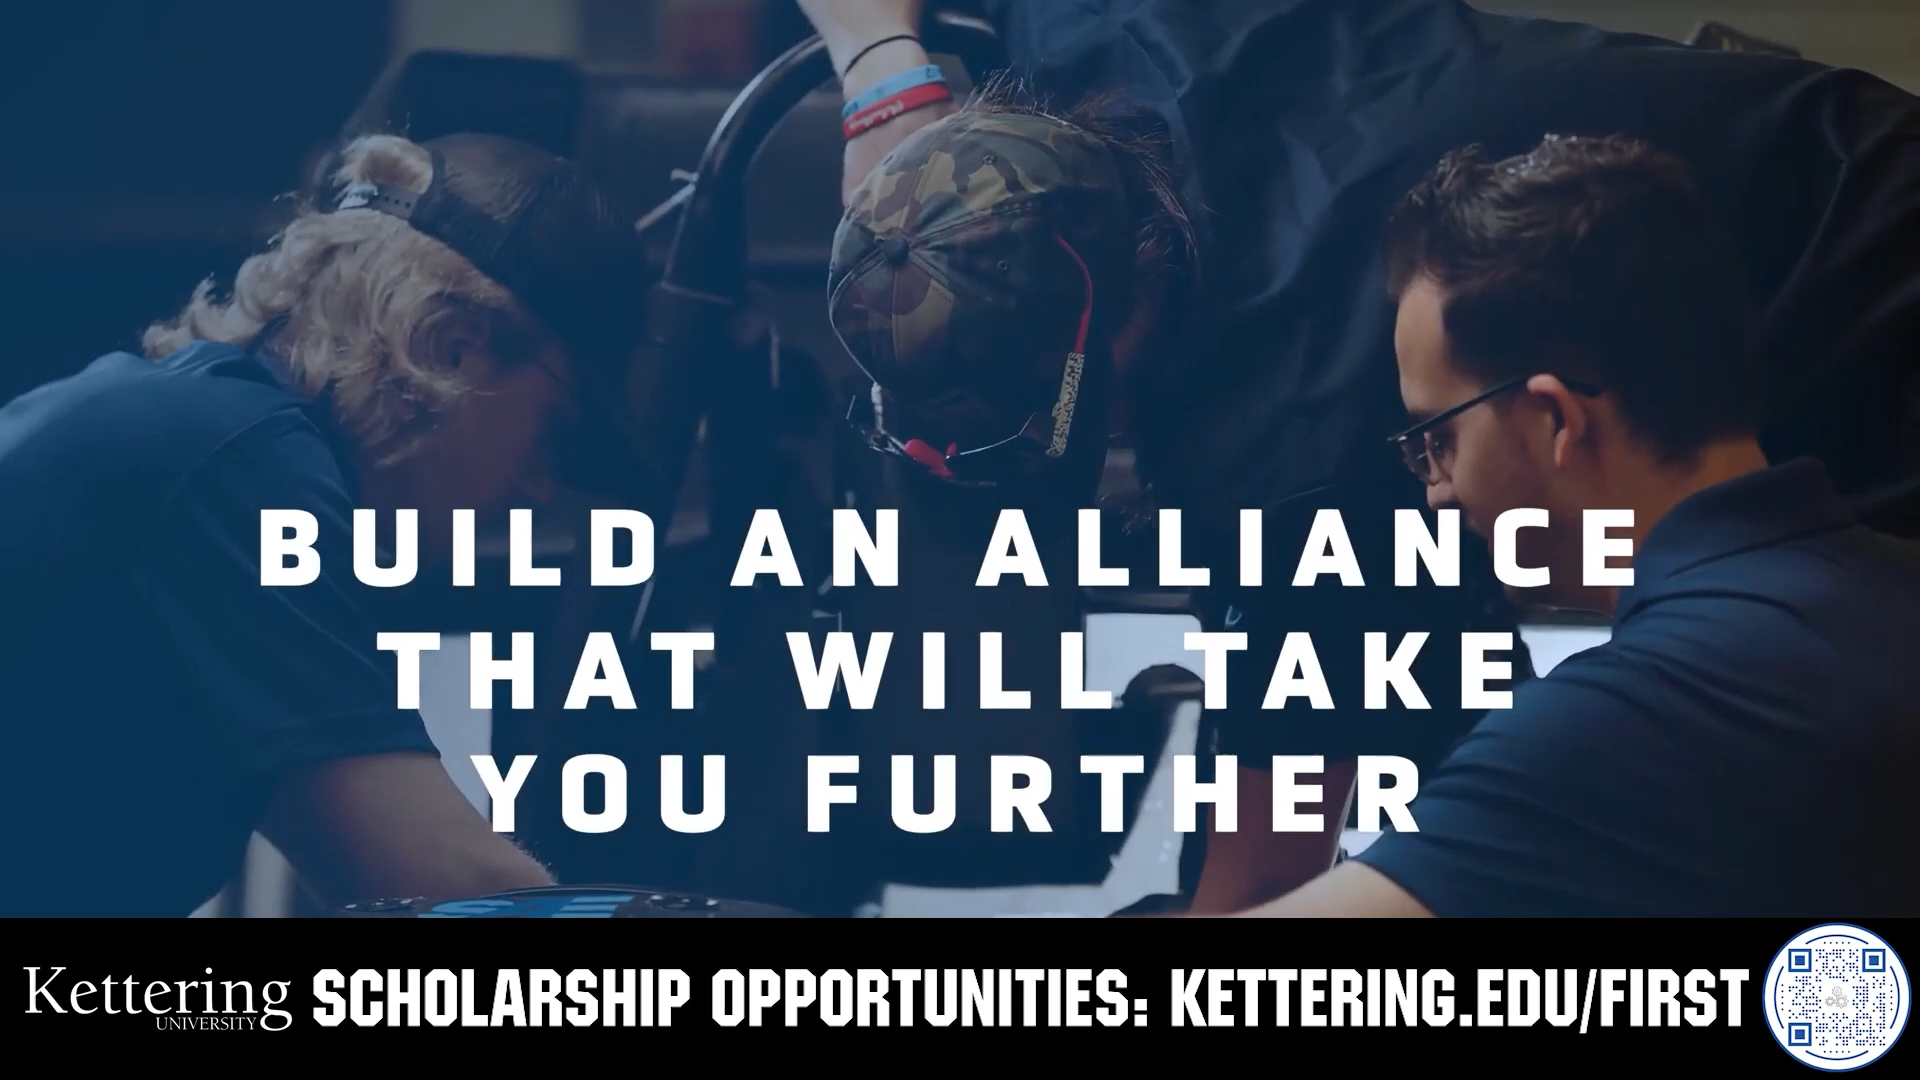 BUILD AN ALLIANCE
THAT WILL TAKE
YOU FURTHER
Kettering
UNIVERSITY
SCHOLARSHIP OPPORTUNITIES: KETTERING.EDU/FIRST